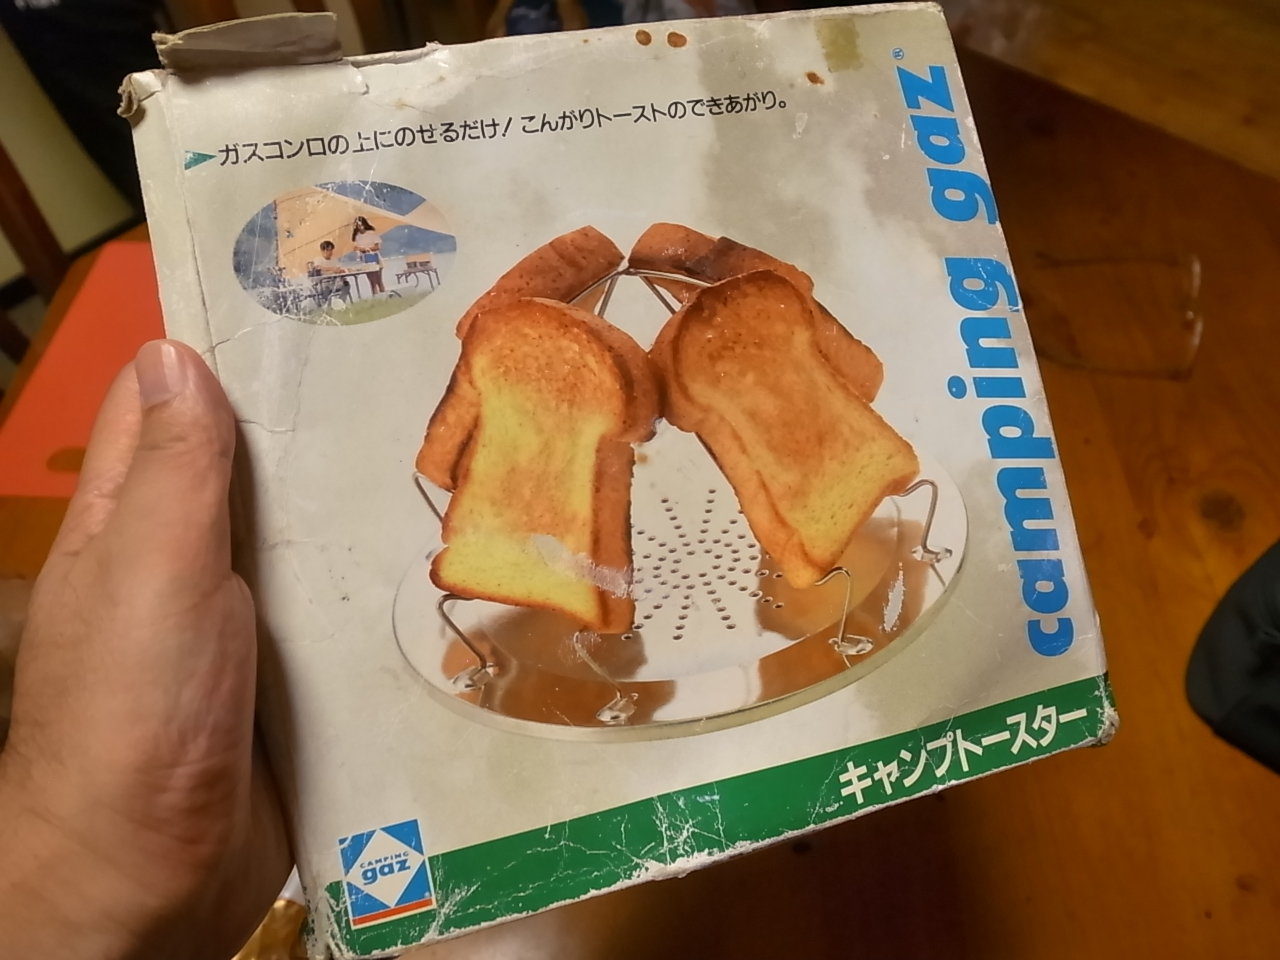 ガスコンロの上にのせるだけ！こんがりトーストのできあがり。
camping gaz®
キャンプトースター
CAMPING
gaz®